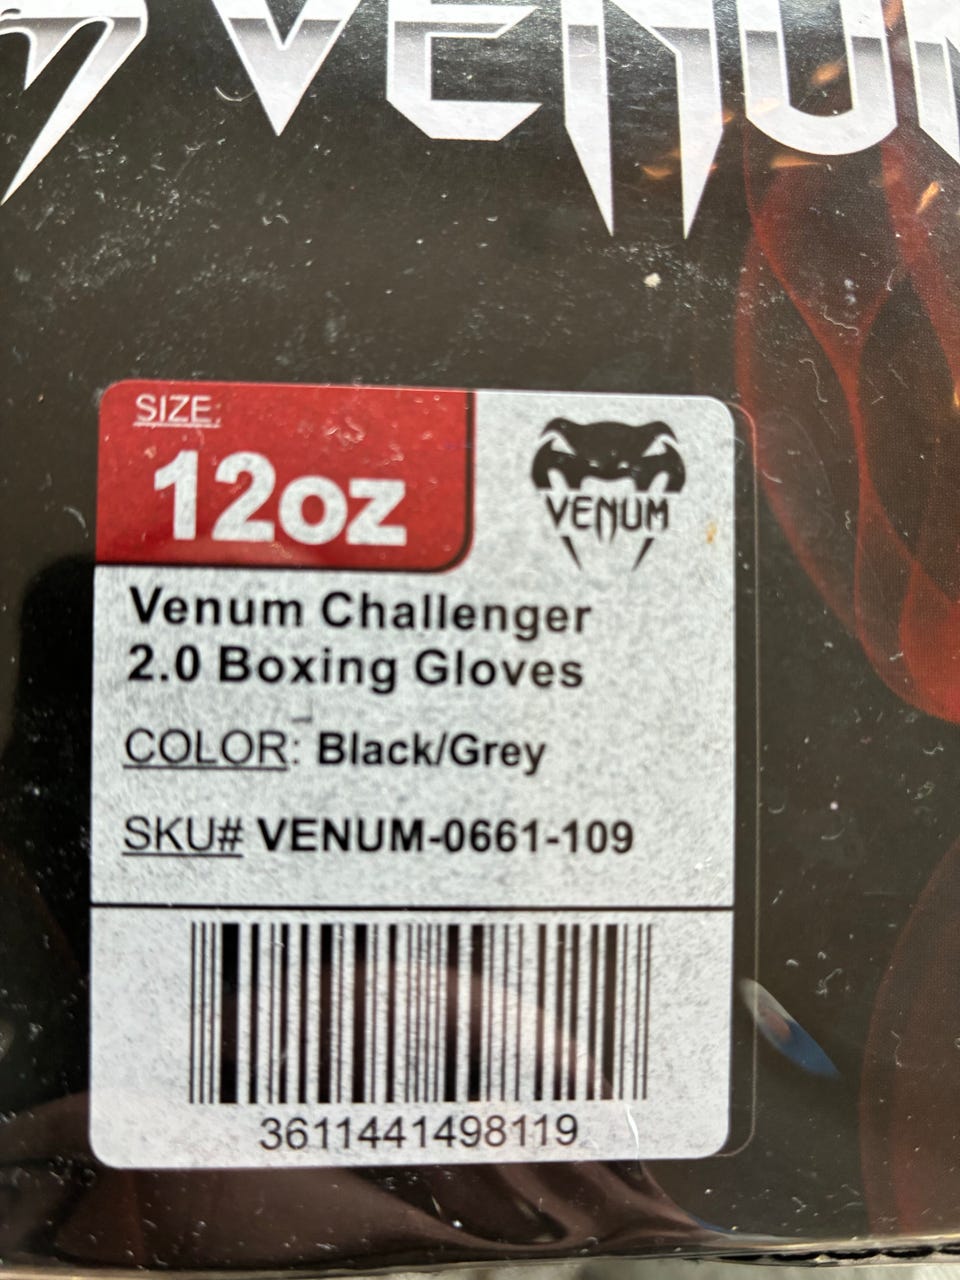 VENUM
SIZE:
12oz
VENUM
Venum Challenger
2.0 Boxing Gloves
COLOR: Black/Grey
SKU# VENUM-0661-109
3611441498119